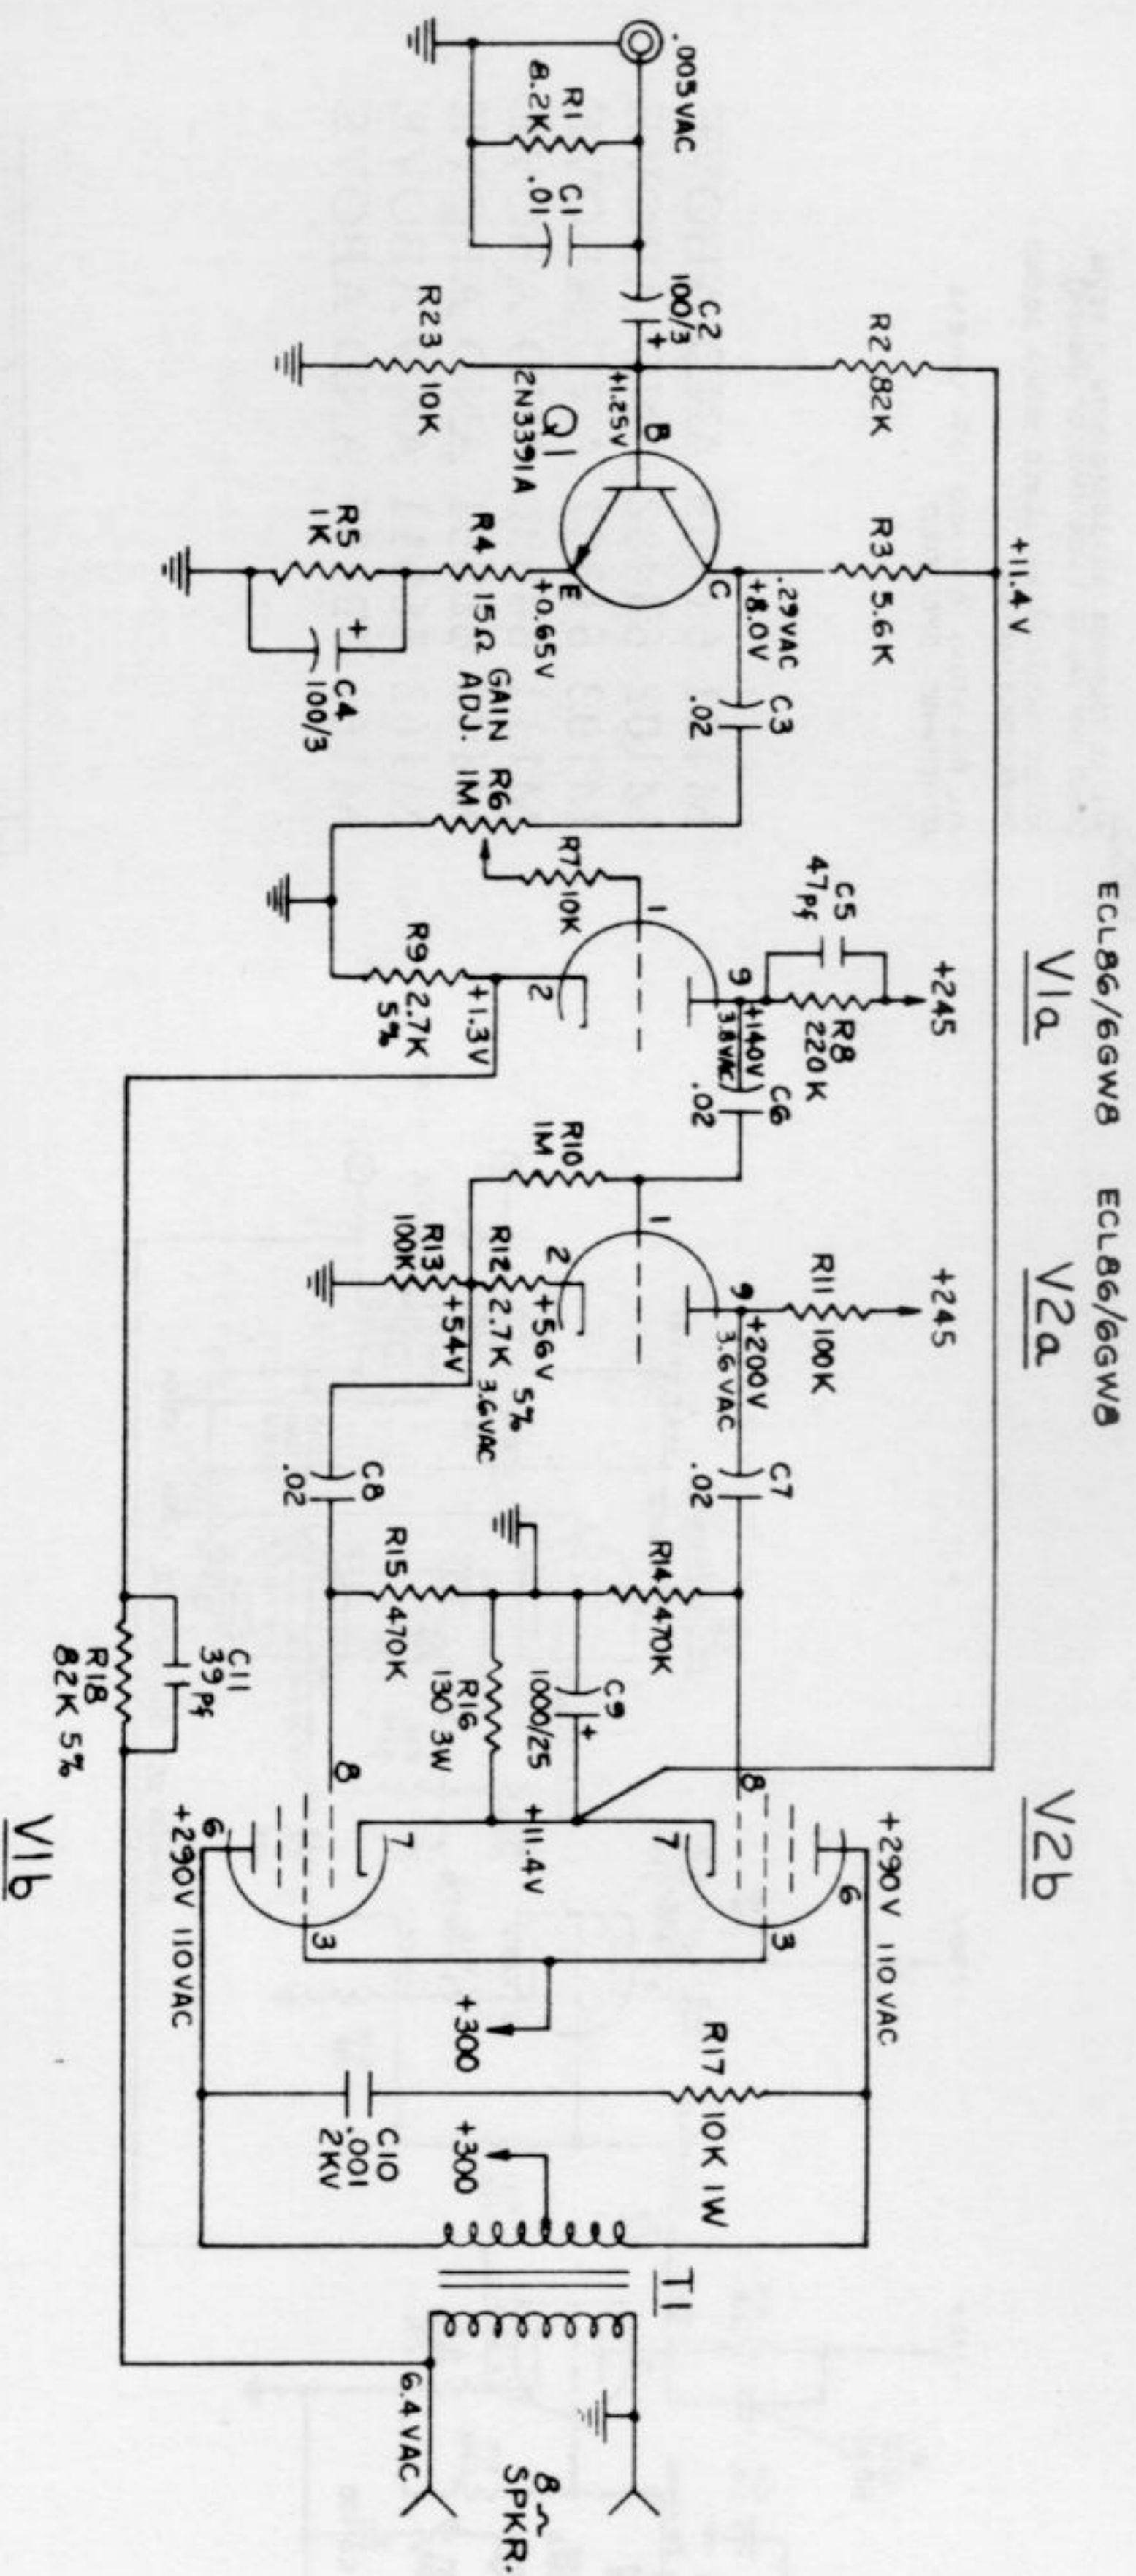 ECL86/6GW8
ECL86/6GW8
V1a
V2a
V2b
+245
+245
+11.4V
.005VAC
R1
8.2K
C1
.01
C2
100/3
+
R2
82K
R3
5.6K
R23
10K
+1.25V
B
2N3391A
Q1
C
E
.29VAC
+8.0V
+0.65V
R4
15Ω
R5
1K
+
C4
100/3
C3
.02
GAIN
ADJ.
R6
1M
R7
10K
1
9
2
C5
47Pf
R8
220K
+140V
3.8VAC
C6
.02
R9
2.7K
5%
+1.3V
R10
1M
1
9
2
R11
100K
+200V
3.6VAC
+56V
R12
2.7K
5%
3.6VAC
+54V
R13
100K
C7
.02
C8
.02
R14
470K
R15
470K
C9
1000/25
+
R16
130 3W
+11.4V
8
7
3
6
+290V 110VAC
8
7
3
6
+290V 110VAC
V1b
C11
39Pf
R18
82K 5%
+300
+300
R17
10K 1W
C10
.001
2KV
T1
6.4VAC
8Ω
SPKR.